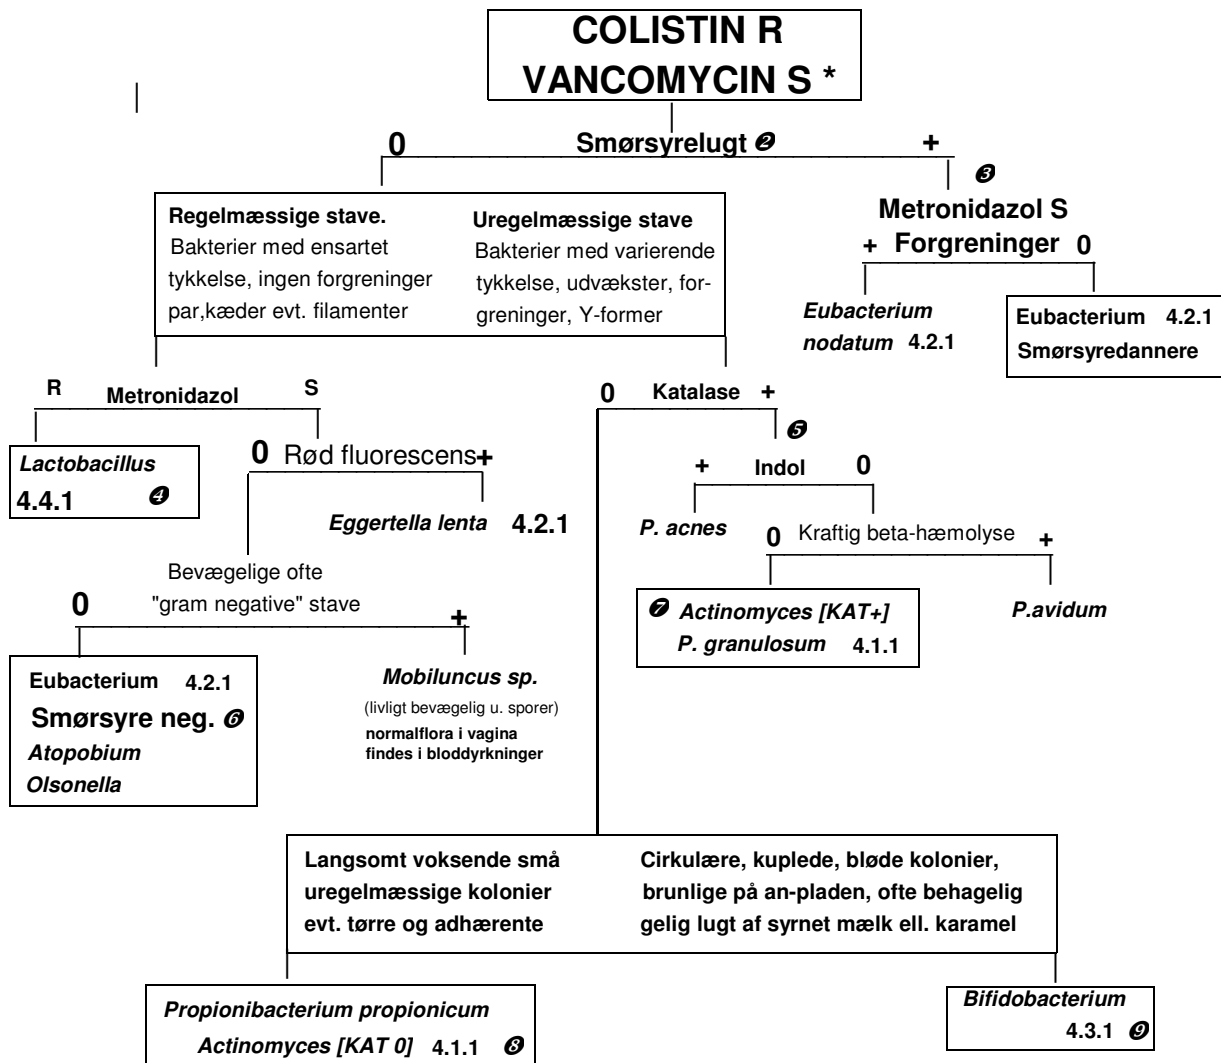 COLISTIN R
VANCOMYCIN S *
0 Smørsyrelugt ❷ +
❸
Regelmæssige stave.
Bakterier med ensartet
tykkelse, ingen forgreninger
par,kæder evt. filamenter
Uregelmæssige stave
Bakterier med varierende
tykkelse, udvækster, for-
greninger, Y-former
Metronidazol S
+ Forgreninger 0
Eubacterium
nodatum 4.2.1
Eubacterium 4.2.1
Smørsyredannere
R Metronidazol S
0 Katalase +
❺
Lactobacillus
4.4.1 ❹
0 Rød fluorescens+
Eggertella lenta 4.2.1
+ Indol 0
P. acnes
0 Kraftig beta-hæmolyse +
❼ Actinomyces [KAT+]
P. granulosum 4.1.1
P.avidum
Bevægelige ofte
0 "gram negative" stave +
Eubacterium 4.2.1
Smørsyre neg. ❻
Atopobium
Olsonella
Mobiluncus sp.
(livligt bevægelig u. sporer)
normalflora i vagina
findes i bloddyrkninger
Langsomt voksende små
uregelmæssige kolonier
evt. tørre og adhærente
Cirkulære, kuplede, bløde kolonier,
brunlige på an-pladen, ofte behagelig
gelig lugt af syrnet mælk ell. karamel
Propionibacterium propionicum
Actinomyces [KAT 0] 4.1.1 ❽
Bifidobacterium
4.3.1 ❾